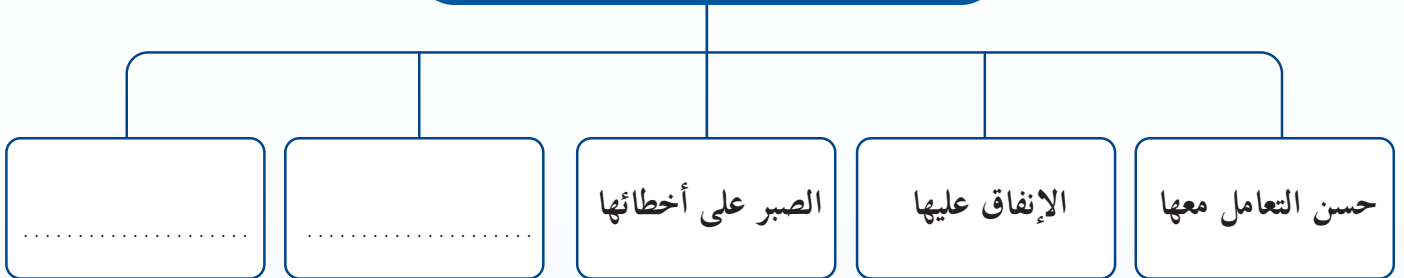 حسن التعامل معها
الإنفاق عليها
الصبر على أخطائها
.....................
.....................